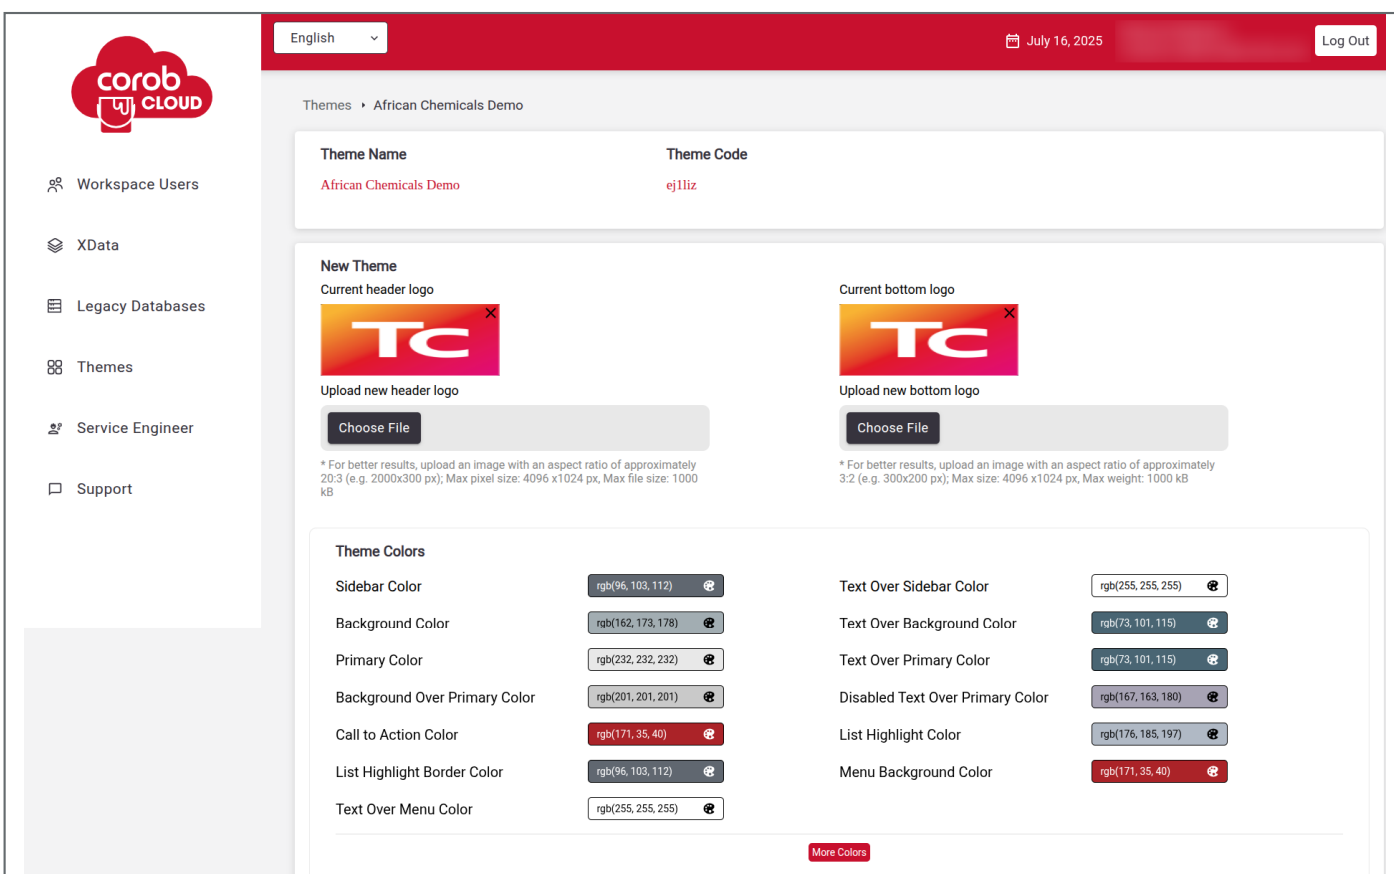 corob
CLOUD
English
July 16, 2025
Log Out
Themes
African Chemicals Demo
Workspace Users
XData
Legacy Databases
Themes
Service Engineer
Support
Theme Name
Theme Code
African Chemicals Demo
ej1liz
New Theme
Current header logo
Current bottom logo
TC
TC
Upload new header logo
Upload new bottom logo
Choose File
Choose File
* For better results, upload an image with an aspect ratio of approximately
20:3 (e.g. 2000x300 px); Max pixel size: 4096 x1024 px, Max file size: 1000
kB
* For better results, upload an image with an aspect ratio of approximately
3:2 (e.g. 300x200 px); Max size: 4096 x1024 px, Max weight: 1000 kB
Theme Colors
Sidebar Color rgb(96, 103, 112)
Text Over Sidebar Color rgb(255, 255, 255)
Background Color rgb(162, 173, 178)
Text Over Background Color rgb(73, 101, 115)
Primary Color rgb(232, 232, 232)
Text Over Primary Color rgb(73, 101, 115)
Background Over Primary Color rgb(201, 201, 201)
Disabled Text Over Primary Color rgb(167, 163, 180)
Call to Action Color rgb(171, 35, 40)
List Highlight Color rgb(176, 185, 197)
List Highlight Border Color rgb(96, 103, 112)
Menu Background Color rgb(171, 35, 40)
Text Over Menu Color rgb(255, 255, 255)
More Colors